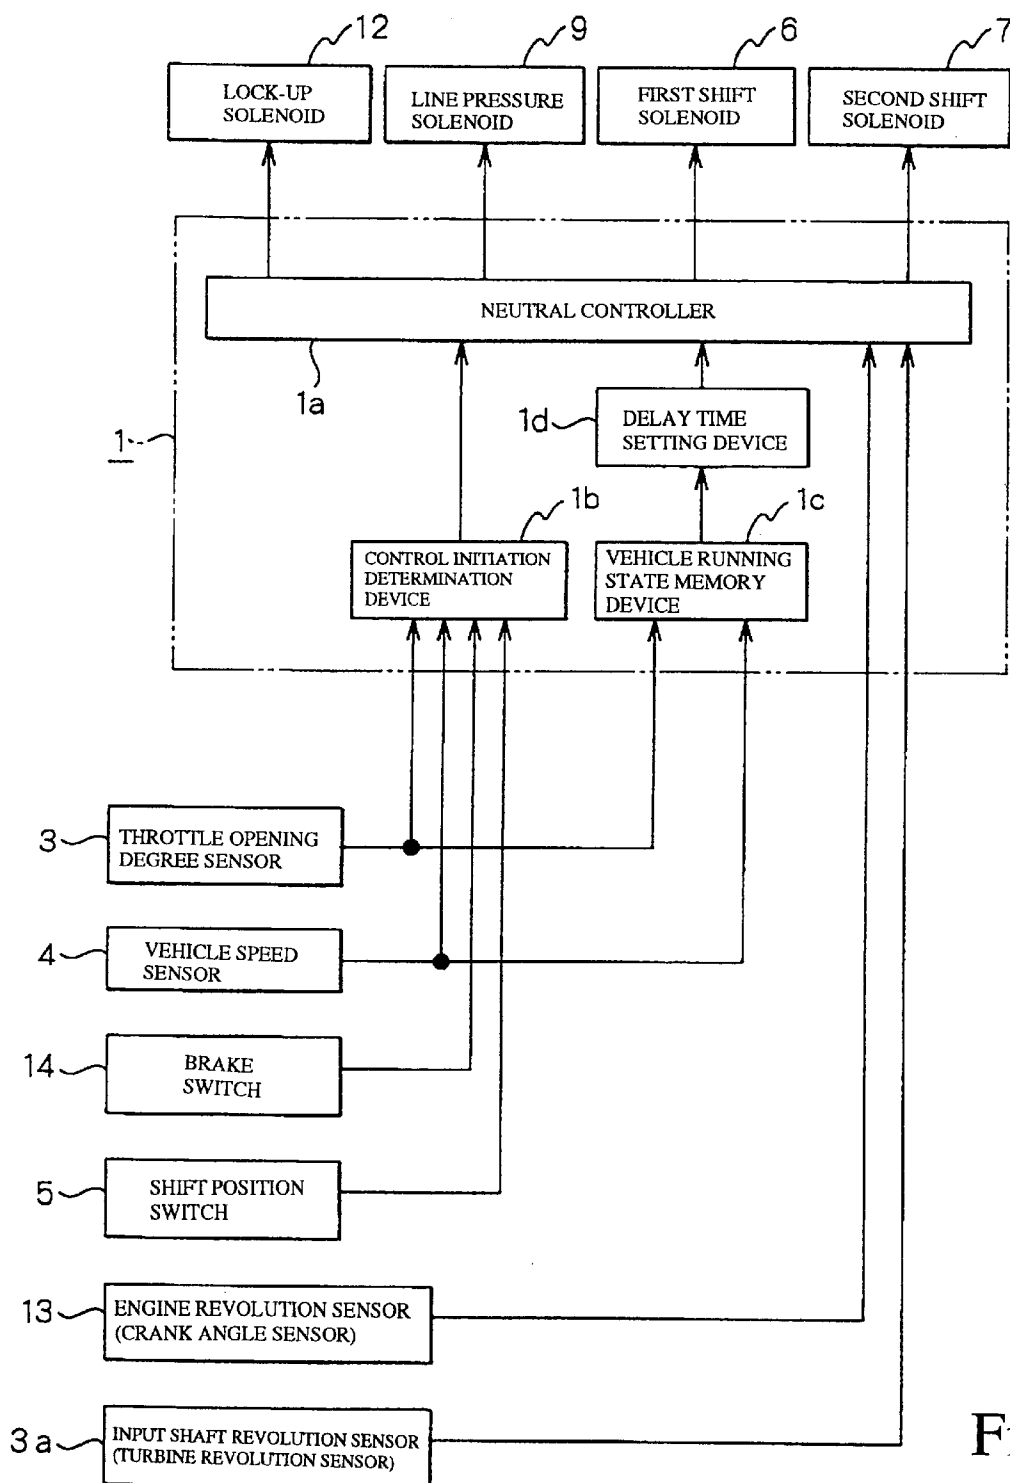 12
9
6
7
LOCK-UP
SOLENOID
LINE PRESSURE
SOLENOID
FIRST SHIFT
SOLENOID
SECOND SHIFT
SOLENOID
NEUTRAL CONTROLLER
1a
1d
DELAY TIME
SETTING DEVICE
1
1b
1c
CONTROL INITIATION
DETERMINATION
DEVICE
VEHICLE RUNNING
STATE MEMORY
DEVICE
3
THROTTLE OPENING
DEGREE SENSOR
4
VEHICLE SPEED
SENSOR
14
BRAKE
SWITCH
5
SHIFT POSITION
SWITCH
13
ENGINE REVOLUTION SENSOR
(CRANK ANGLE SENSOR)
3a
INPUT SHAFT REVOLUTION SENSOR
(TURBINE REVOLUTION SENSOR)